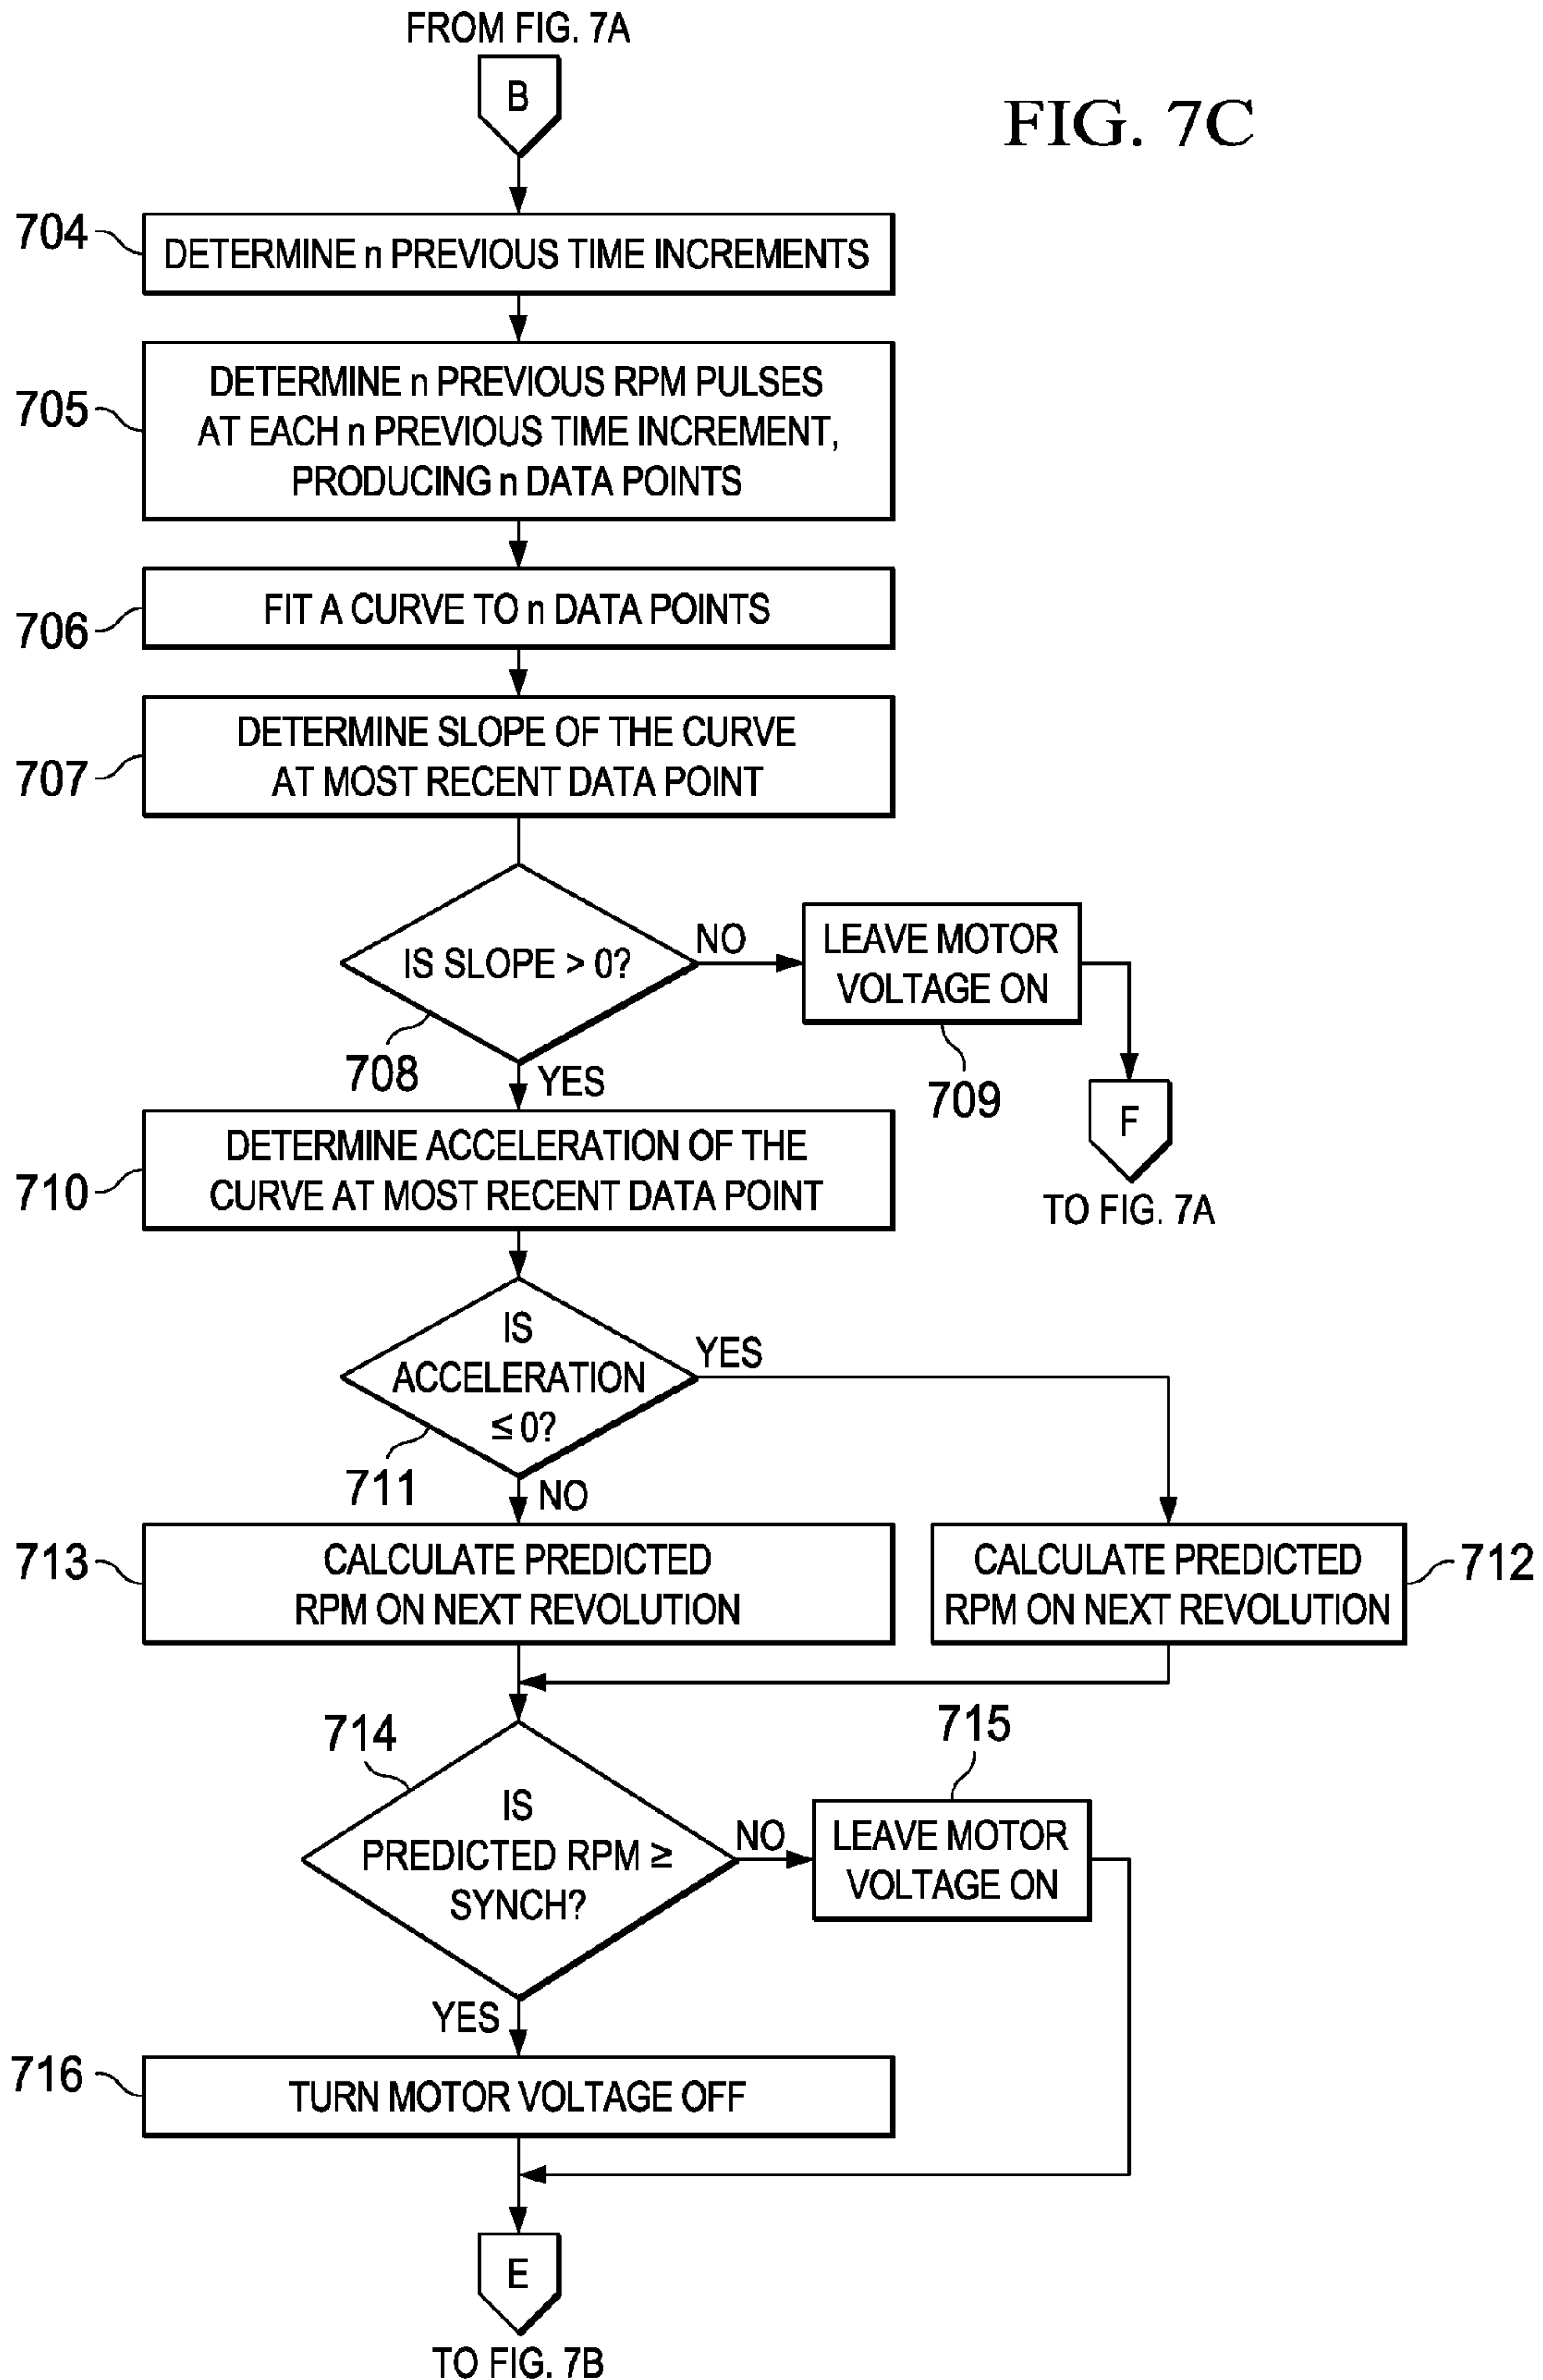 FROM FIG. 7A
B
FIG. 7C
704
DETERMINE n PREVIOUS TIME INCREMENTS
705
DETERMINE n PREVIOUS RPM PULSES
AT EACH n PREVIOUS TIME INCREMENT,
PRODUCING n DATA POINTS
706
FIT A CURVE TO n DATA POINTS
707
DETERMINE SLOPE OF THE CURVE
AT MOST RECENT DATA POINT
IS SLOPE > 0?
NO
LEAVE MOTOR
VOLTAGE ON
708
YES
709
F
TO FIG. 7A
710
DETERMINE ACCELERATION OF THE
CURVE AT MOST RECENT DATA POINT
IS
ACCELERATION
≤ 0?
YES
711
NO
713
CALCULATE PREDICTED
RPM ON NEXT REVOLUTION
CALCULATE PREDICTED
RPM ON NEXT REVOLUTION
712
714
715
IS
PREDICTED RPM ≥
SYNCH?
NO
LEAVE MOTOR
VOLTAGE ON
YES
716
TURN MOTOR VOLTAGE OFF
E
TO FIG. 7B